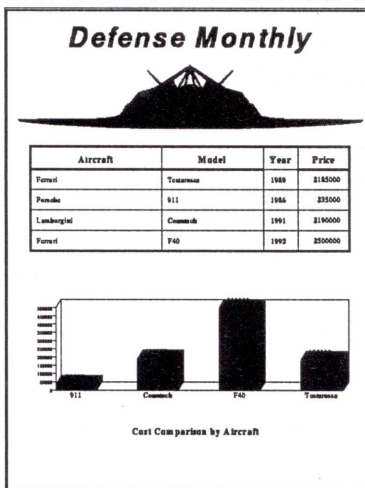 Defense Monthly
Aircraft Model Year Price
Ferrari Testarossa 1989 $185000
Porsche 911 1986 $35000
Lamborgini Countach 1991 $190000
Ferrari F40 1992 $500000
911 Countach F40 Testarossa
Cost Comparison by Aircraft